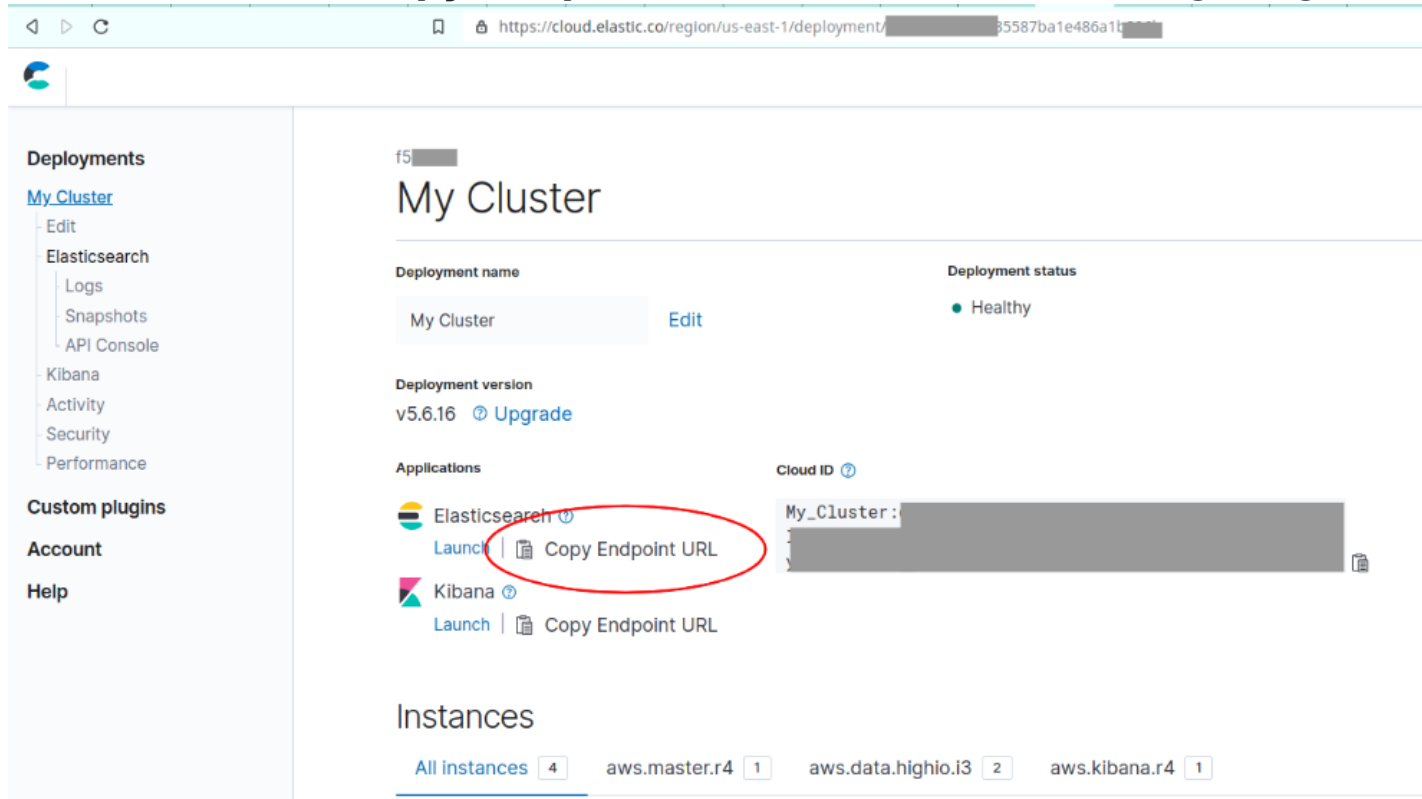 https://cloud.elastic.co/region/us-east-1/deployment/ 35587ba1e486a1b
Deployments
My Cluster
Edit
Elasticsearch
Logs
Snapshots
API Console
Kibana
Activity
Security
Performance
Custom plugins
Account
Help
f5
My Cluster
Deployment name
Deployment status
My Cluster
Edit
Healthy
Deployment version
v5.6.16
Upgrade
Applications
Cloud ID
Elasticsearch
My_Cluster:
Launch
Copy Endpoint URL
Kibana
Launch
Copy Endpoint URL
Instances
All instances 4
aws.master.r4 1
aws.data.highio.i3 2
aws.kibana.r4 1